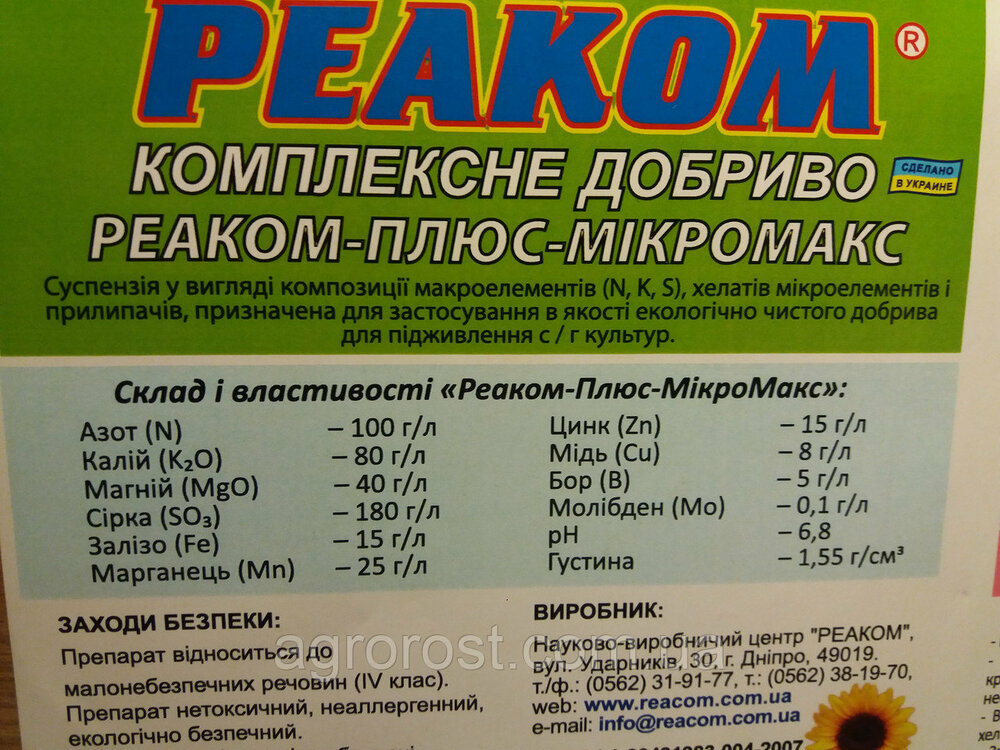 РЕАКОМ ®
КОМПЛЕКСНЕ ДОБРИВО
СДЕЛАНО
В УКРАИНЕ
РЕАКОМ-ПЛЮС-МІКРОМАКС
Суспензія у вигляді композиції макроелементів (N, K, S), хелатів мікроелементів і
прилипачів, призначена для застосування в якості екологічно чистого добрива
для підживлення с / г культур.
Склад і властивості «Реаком-Плюс-МікроМакс»:
Азот (N) – 100 г/л
Калій (K₂O) – 80 г/л
Магній (MgO) – 40 г/л
Сірка (SO₃) – 180 г/л
Залізо (Fe) – 15 г/л
Марганець (Mn) – 25 г/л
Цинк (Zn) – 15 г/л
Мідь (Cu) – 8 г/л
Бор (B) – 5 г/л
Молібден (Mo) – 0,1 г/л
pH – 6,8
Густина – 1,55 г/см³
ЗАХОДИ БЕЗПЕКИ:
Препарат відноситься до
малонебезпечних речовин (IV клас).
Препарат нетоксичний, неаллергенний,
екологічно безпечний.
ВИРОБНИК:
Науково-виробничий центр "РЕАКОМ",
вул. Ударників, 30, г. Дніпро, 49019.
т./ф.: (0562) 31-91-77, т.: (0562) 38-19-70,
web: www.reacom.com.ua
e-mail: info@reacom.com.ua
agrorost.com.ua